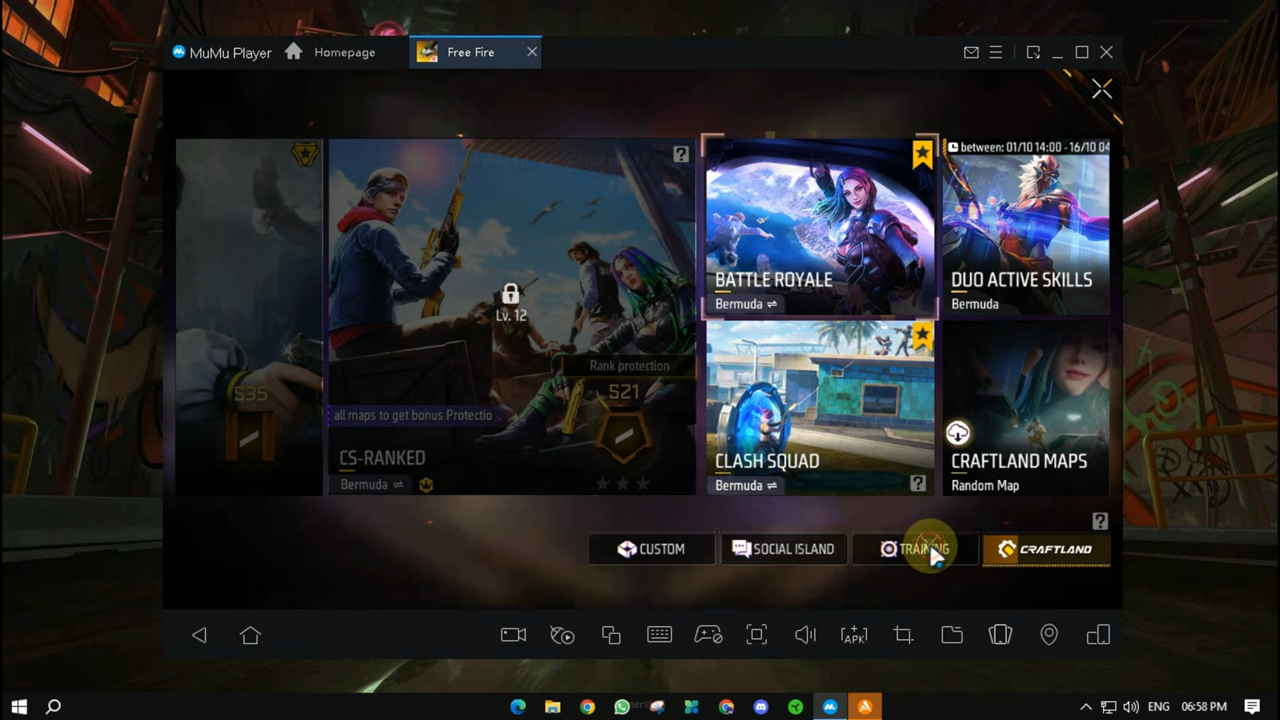 MuMu Player
Homepage
Free Fire
between: 01/10 14:00 - 16/10 04
?
Lv. 12
Rank protection
S35
S21
all maps to get bonus Protectio
CS-RANKED
Bermuda
BATTLE ROYALE
Bermuda
DUO ACTIVE SKILLS
Bermuda
CLASH SQUAD
Bermuda
?
CRAFTLAND MAPS
Random Map
?
CUSTOM
SOCIAL ISLAND
TRAINING
CRAFTLAND
APK
ENG
06:58 PM